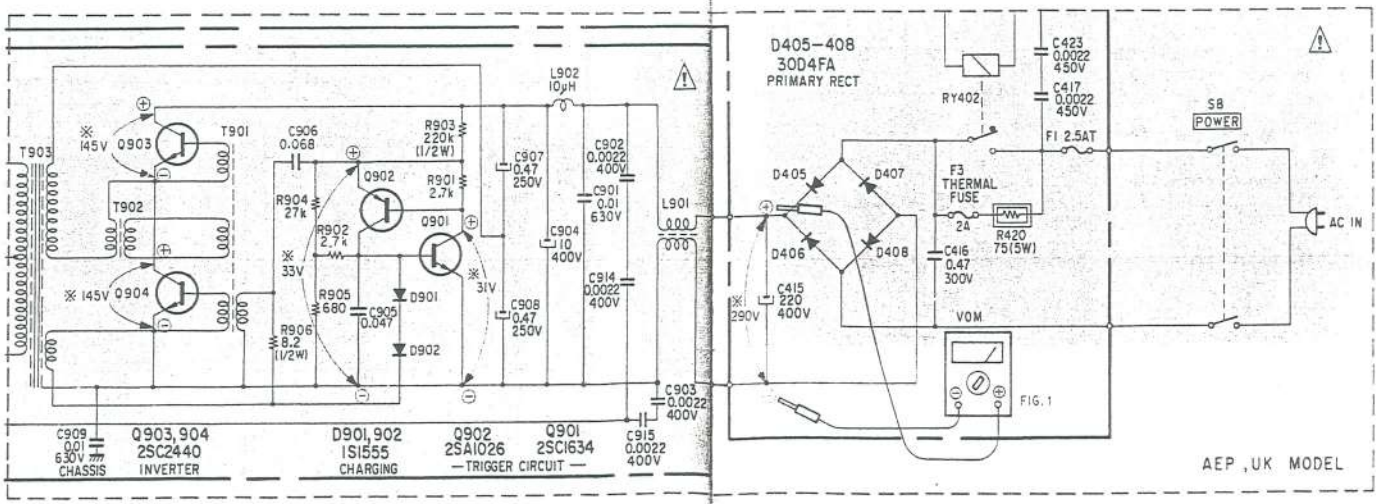 T903
※
145V
⊕
Q903
⊖
T901
T902
⊕
※ 145V
Q904
⊖
C909
0.01
630V
CHASSIS
Q903,904
2SC2440
INVERTER
C906
0.068
R904
27k
R902
2.7k
※
33V
R905
680
R906
8.2
(1/2W)
⊕
Q902
C905
0.047
D901
D902
⊖
D901,902
1S1555
CHARGING
R903
220k
(1/2W)
R901
2.7k
Q901
⊕
※
31V
⊖
Q902
2SA1026
Q901
2SC1634
—TRIGGER CIRCUIT—
L902
10μH
C907
0.47
250V
C908
0.47
250V
C904
10
400V
C901
0.01
630V
C902
0.0022
400V
C914
0.0022
400V
L901
C903
0.0022
400V
C915
0.0022
400V
D405-408
30D4FA
PRIMARY RECT
D405
D407
D406
D408
⊕
※
290V
C415
220
400V
RY402
C423
0.0022
450V
C417
0.0022
450V
F1 2.5AT
F3
THERMAL
FUSE
2A
R420
75(5W)
C416
0.47
300V
VOM
⊖
⊕
FIG. 1
S8
POWER
AC IN
AEP ,UK MODEL